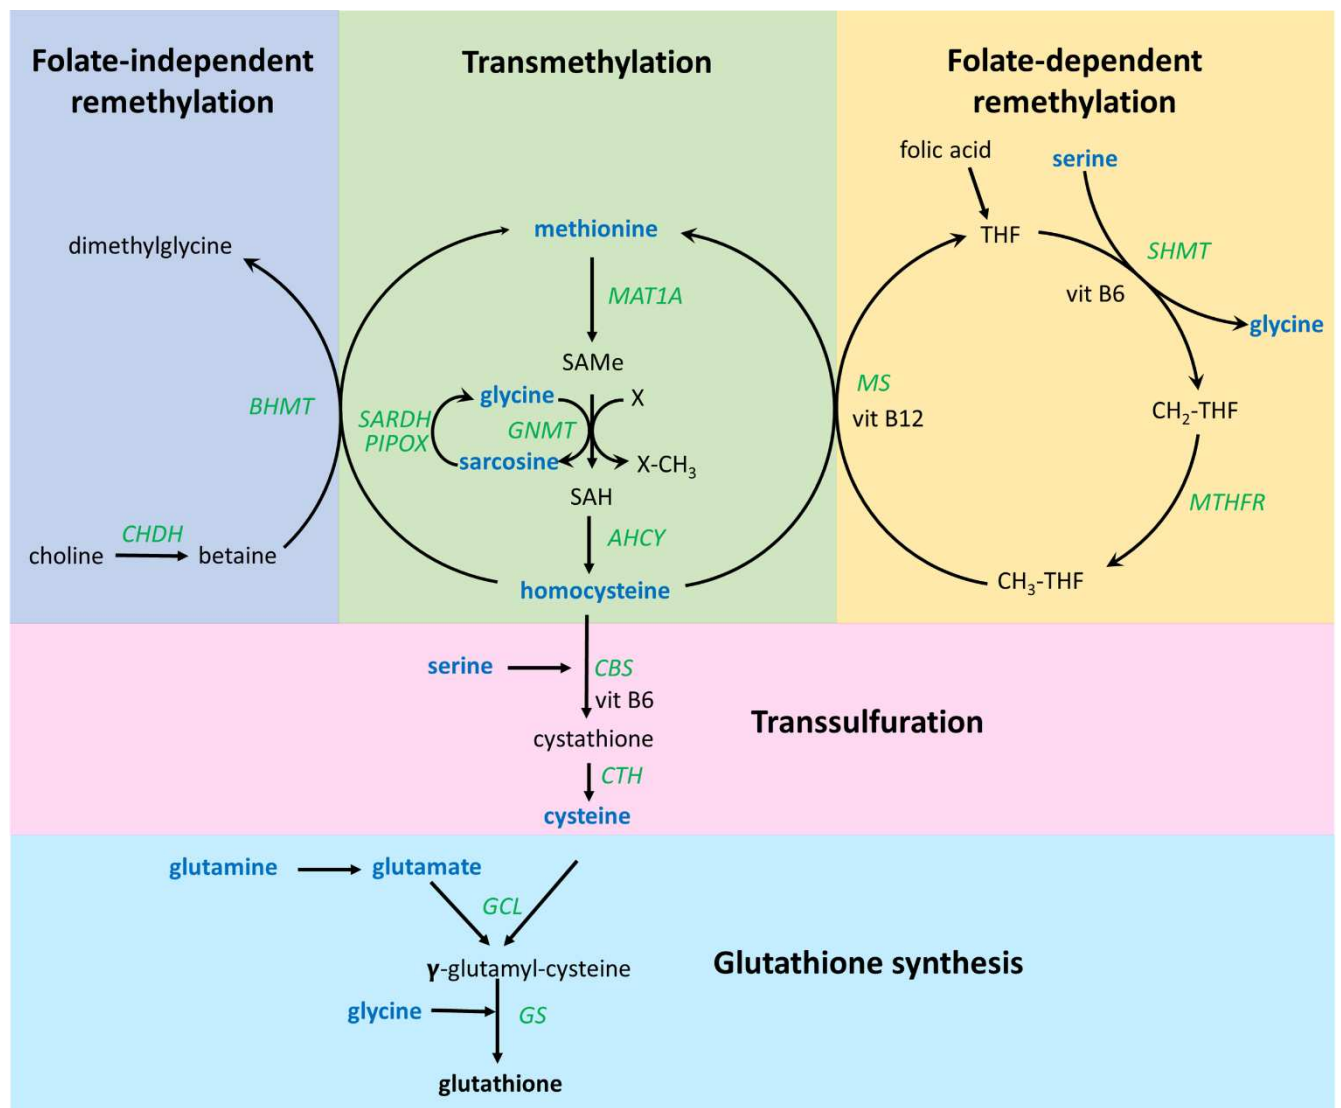 Folate-independent
remethylation
Transmethylation
Folate-dependent
remethylation
folic acid
serine
methionine
THF
dimethylglycine
SHMT
MAT1A
vit B6
glycine
SAMe
MS
vit B12
BHMT
SARDH
PIPOX
glycine
X
GNMT
sarcosine
X-CH₃
CH₂-THF
SAH
MTHFR
CHDH
choline
betaine
AHCY
homocysteine
CH₃-THF
serine
CBS
vit B6
Transsulfuration
cystathione
CTH
cysteine
glutamine
glutamate
GCL
γ-glutamyl-cysteine
Glutathione synthesis
glycine
GS
glutathione